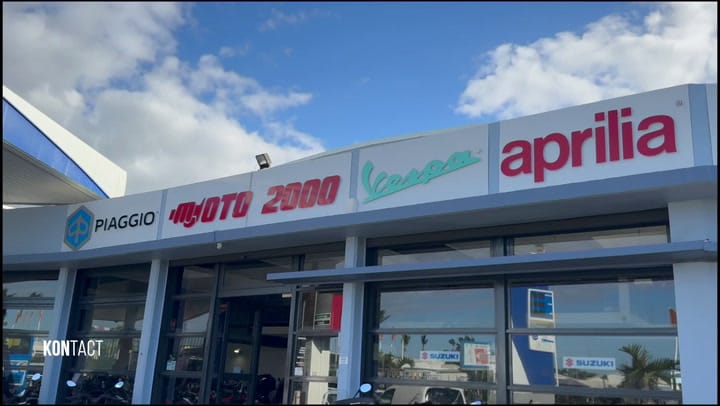 PIAGGIO
MOTO 2000
Vespa
aprilia
SUZUKI
SUZUKI
KONTACT